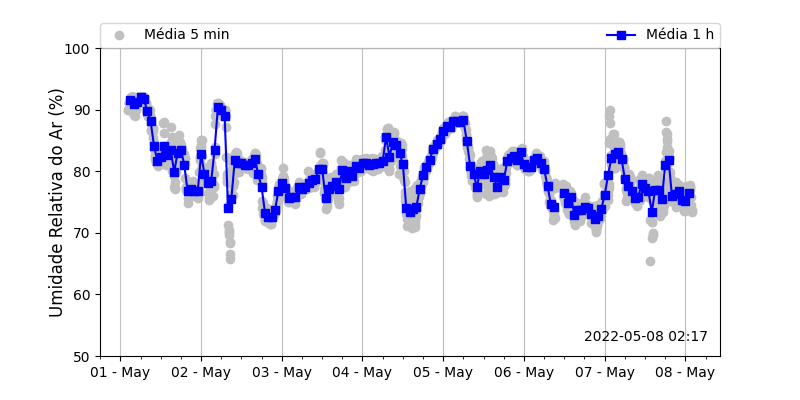 Média 5 min
Média 1 h
Umidade Relativa do Ar (%)
100
90
80
70
60
50
2022-05-08 02:17
01 - May
02 - May
03 - May
04 - May
05 - May
06 - May
07 - May
08 - May